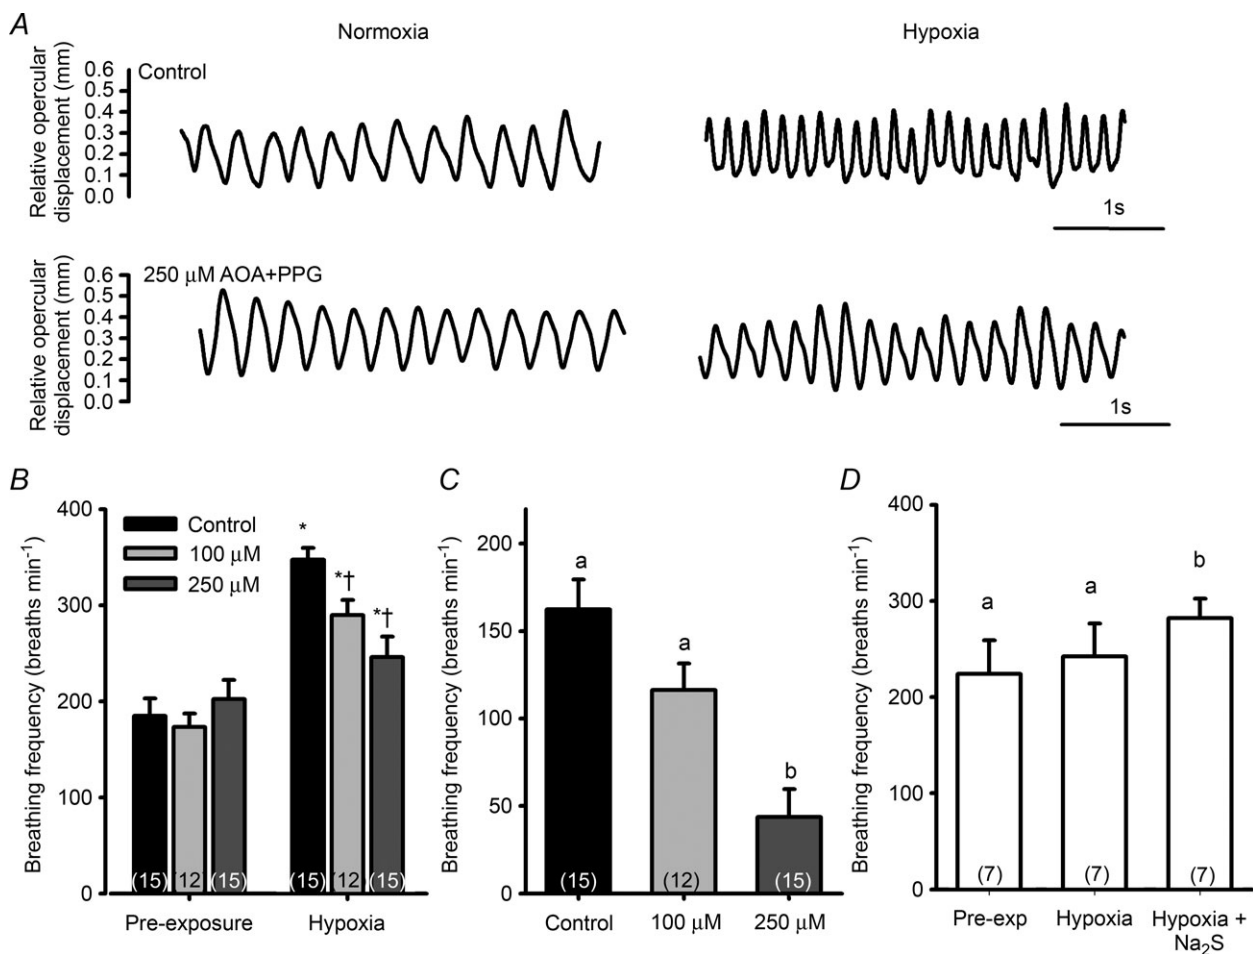 A
Normoxia
Hypoxia
Relative opercular
displacement (mm)
0.6
0.5
0.4
0.3
0.2
0.1
0.0
Control
1s
Relative opercular
displacement (mm)
0.6
0.5
0.4
0.3
0.2
0.1
0.0
250 μM AOA+PPG
1s
B
Breathing frequency (breaths min⁻¹)
400
300
200
100
0
Control
100 μM
250 μM
*
*†
*†
(15)
(12)
(15)
(15)
(12)
(15)
Pre-exposure
Hypoxia
C
Breathing frequency (breaths min⁻¹)
200
150
100
50
0
a
a
b
(15)
(12)
(15)
Control
100 μM
250 μM
D
Breathing frequency (breaths min⁻¹)
400
300
200
100
0
a
a
b
(7)
(7)
(7)
Pre-exp
Hypoxia
Hypoxia +
Na₂S